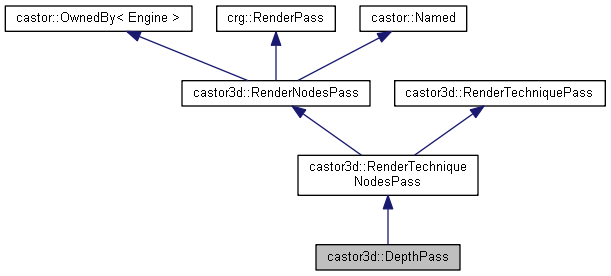 castor::OwnedBy< Engine >
crg::RenderPass
castor::Named
castor3d::RenderNodesPass
castor3d::RenderTechniquePass
castor3d::RenderTechnique
NodesPass
castor3d::DepthPass